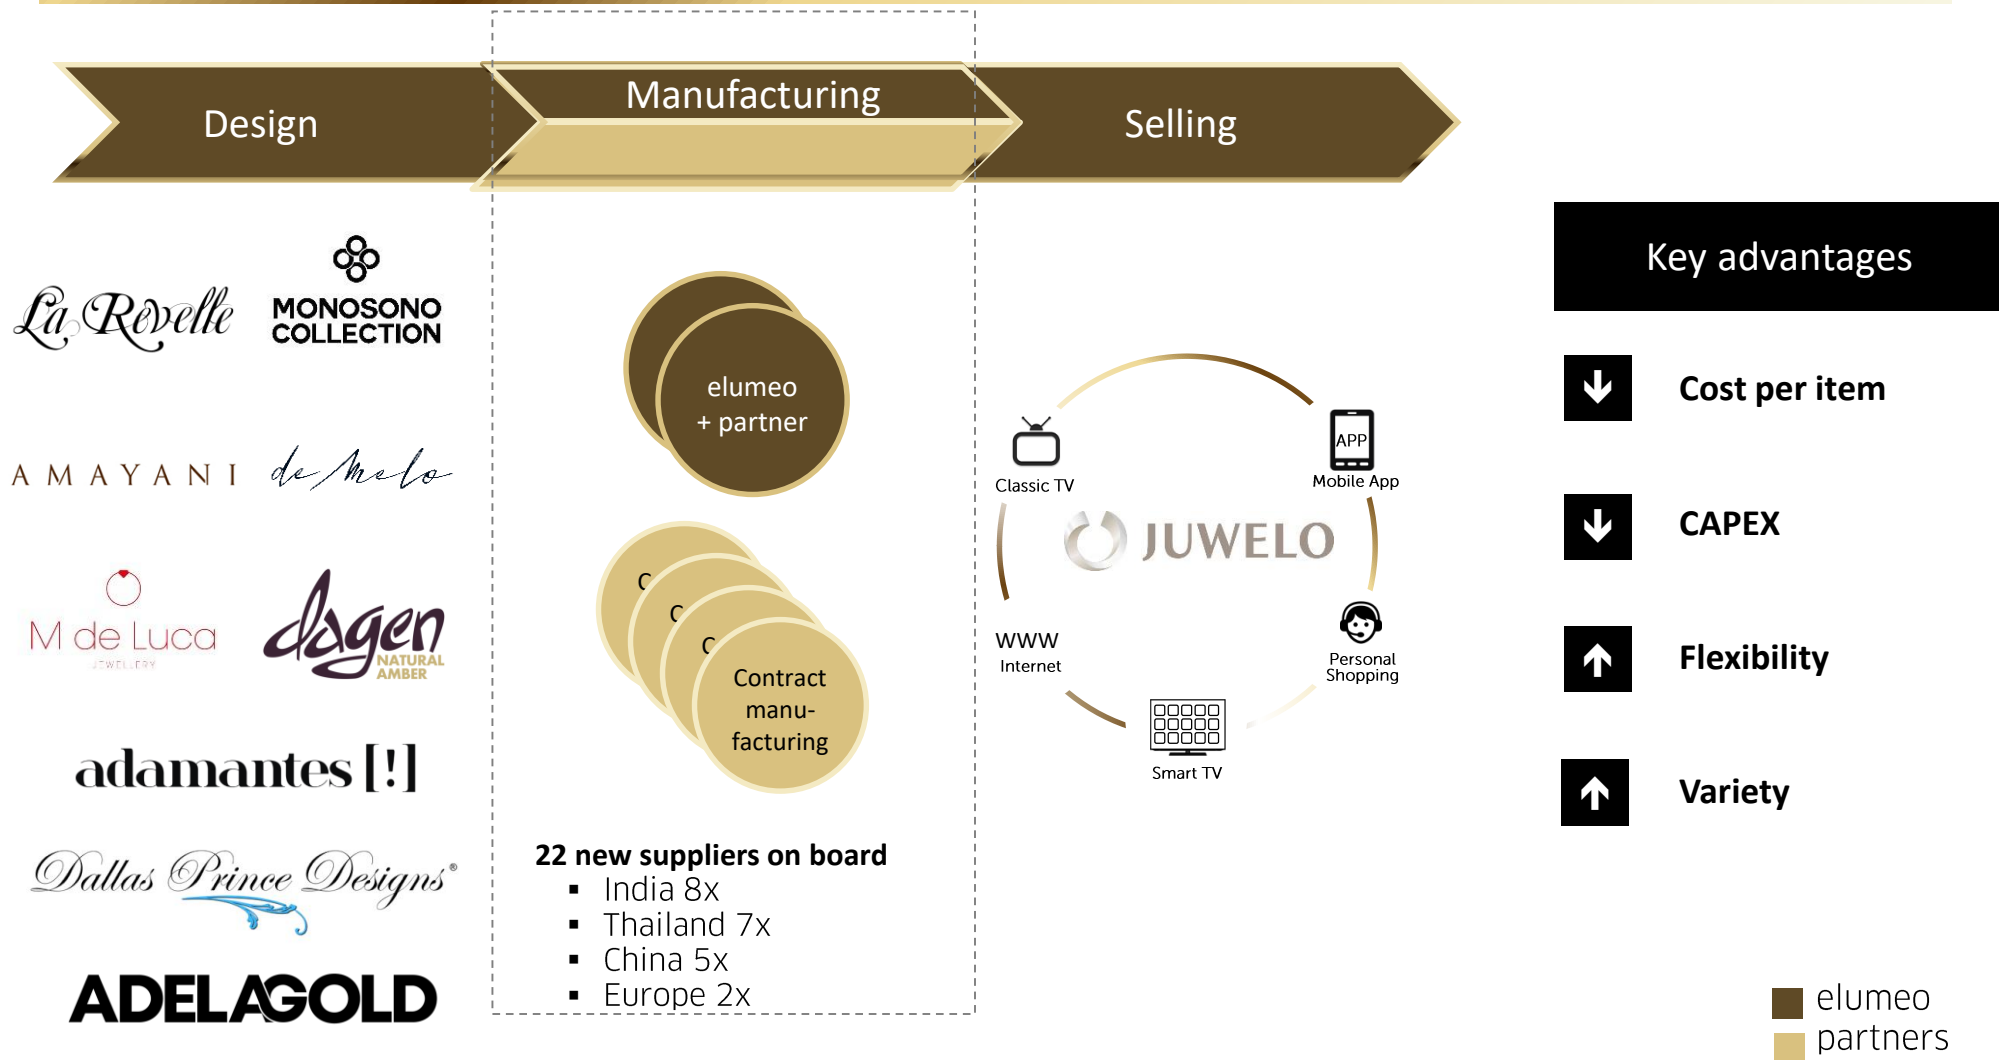 Design
Manufacturing
Selling
La Revelle
MONOSONO
COLLECTION
AMAYANI
de Melo
M de Luca
JEWELLERY
dagen
NATURAL
AMBER
adamantes [!]
Dallas Prince Designs®
ADELAGOLD
elumeo
+ partner
C
C
C
Contract
manu-
facturing
22 new suppliers on board
▪ India 8x
▪ Thailand 7x
▪ China 5x
▪ Europe 2x
Classic TV
APP
Mobile App
JUWELO
WWW
Internet
Personal
Shopping
Smart TV
Key advantages
Cost per item
CAPEX
Flexibility
Variety
elumeo
partners